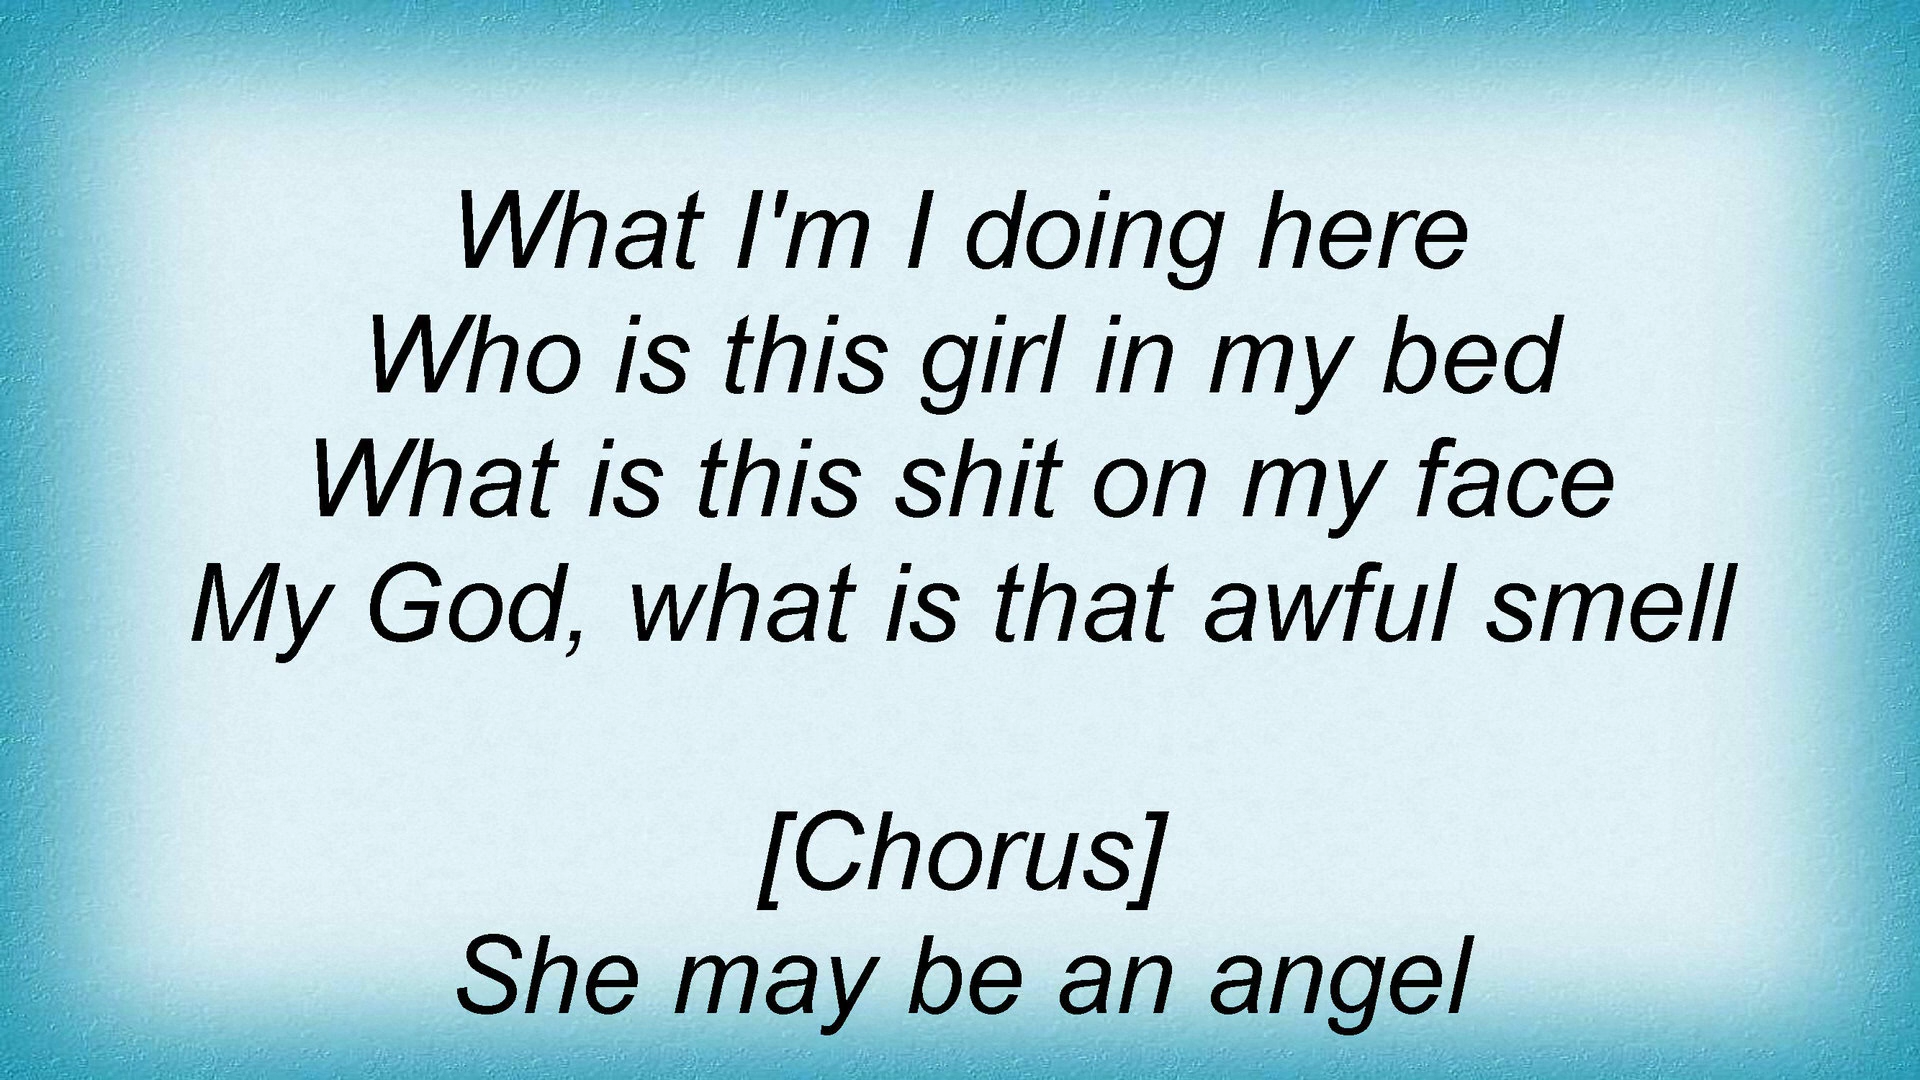 What I'm I doing here
Who is this girl in my bed
What is this shit on my face
My God, what is that awful smell
[Chorus]
She may be an angel